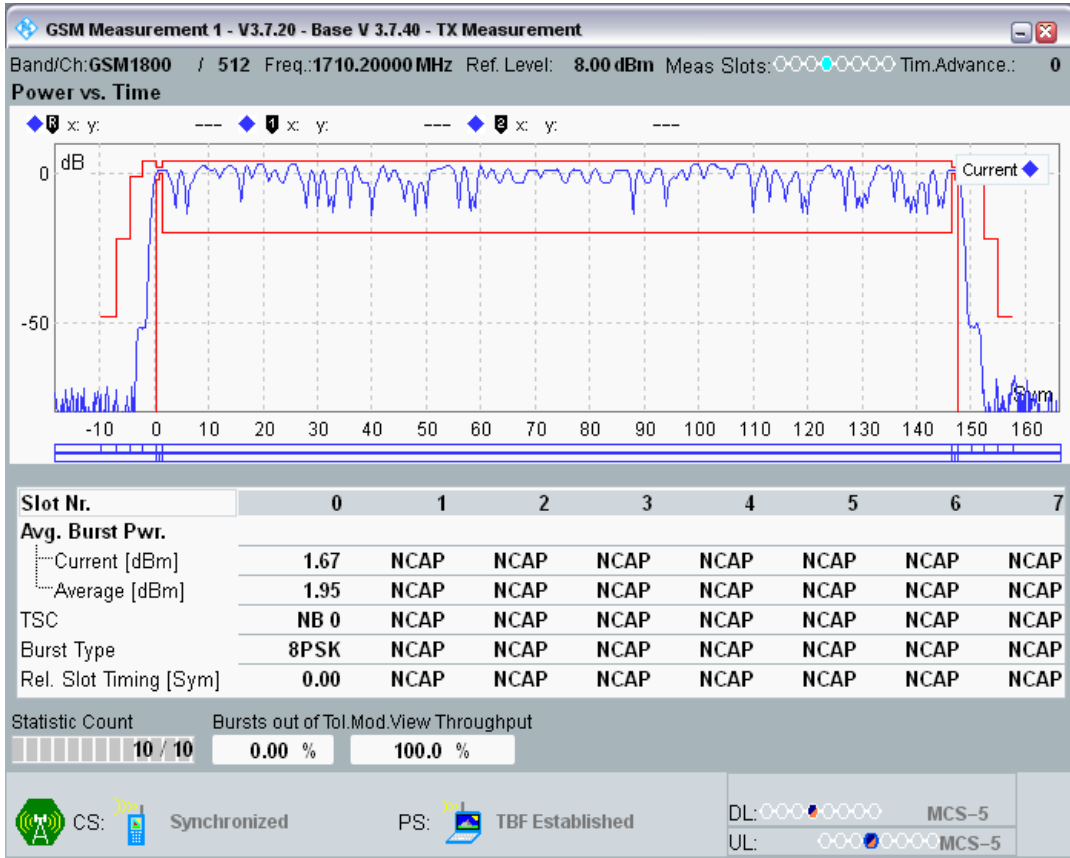 GSM Measurement 1 - V3.7.20 - Base V 3.7.40 - TX Measurement
Band/Ch:GSM1800 / 512 Freq.:1710.20000 MHz Ref. Level: 8.00 dBm Meas Slots: Tim.Advance.: 0
Power vs. Time
R x: y: --- 1 x: y: --- 2 x: y: ---
dB
Current
0
-50
Sym
-10 0 10 20 30 40 50 60 70 80 90 100 110 120 130 140 150 160
Slot Nr. 0 1 2 3 4 5 6 7
Avg. Burst Pwr.
Current [dBm] 1.67 NCAP NCAP NCAP NCAP NCAP NCAP NCAP
Average [dBm] 1.95 NCAP NCAP NCAP NCAP NCAP NCAP NCAP
TSC NB 0 NCAP NCAP NCAP NCAP NCAP NCAP NCAP
Burst Type 8PSK NCAP NCAP NCAP NCAP NCAP NCAP NCAP
Rel. Slot Timing [Sym] 0.00 NCAP NCAP NCAP NCAP NCAP NCAP NCAP
Statistic Count Bursts out of Tol.Mod.View Throughput
10 / 10 0.00 % 100.0 %
CS: Synchronized PS: TBF Established DL: MCS-5
UL: MCS-5